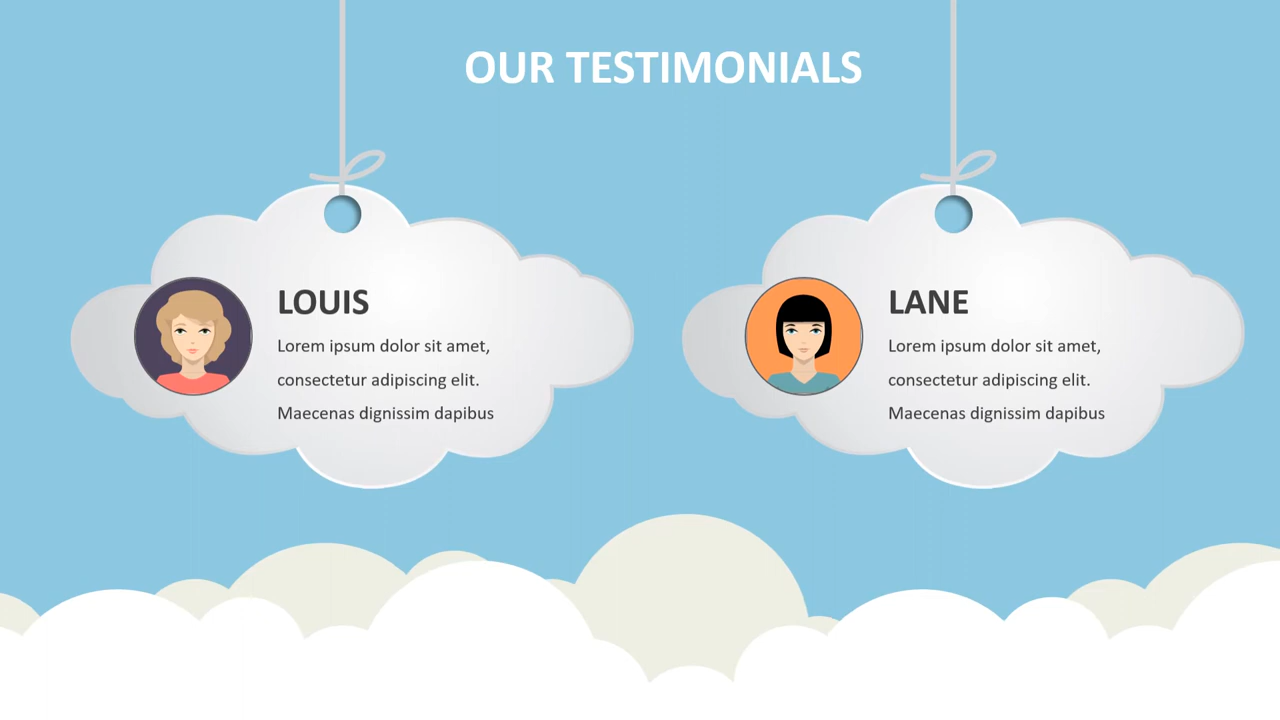 OUR TESTIMONIALS
LOUIS
Lorem ipsum dolor sit amet,
consectetur adipiscing elit.
Maecenas dignissim dapibus
LANE
Lorem ipsum dolor sit amet,
consectetur adipiscing elit.
Maecenas dignissim dapibus